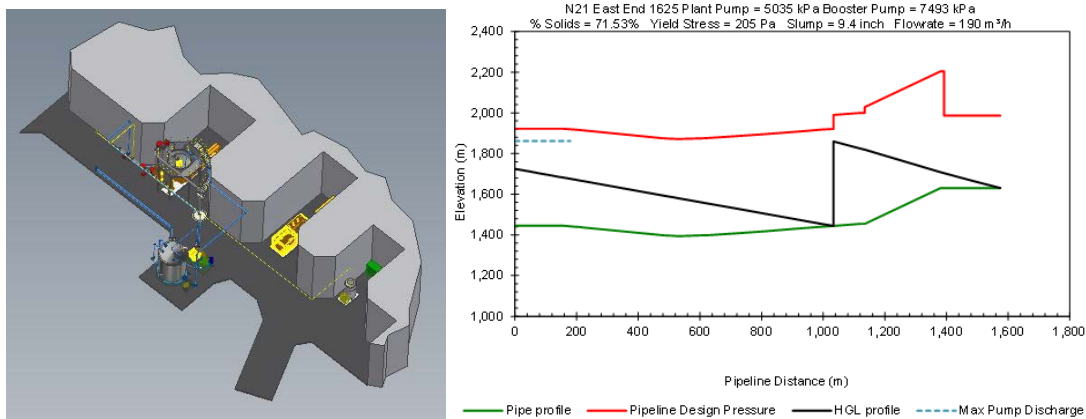 N21 East End 1625 Plant Pump = 5035 kPa Booster Pump = 7493 kPa
% Solids = 71.53% Yield Stress = 205 Pa Slump = 9.4 inch Flowrate = 190 m³/h
2,400
2,200
2,000
1,800
1,600
1,400
1,200
1,000
Elevation (m)
0 200 400 600 800 1,000 1,200 1,400 1,600 1,800
Pipeline Distance (m)
Pipe profile Pipeline Design Pressure HGL profile Max Pump Discharge